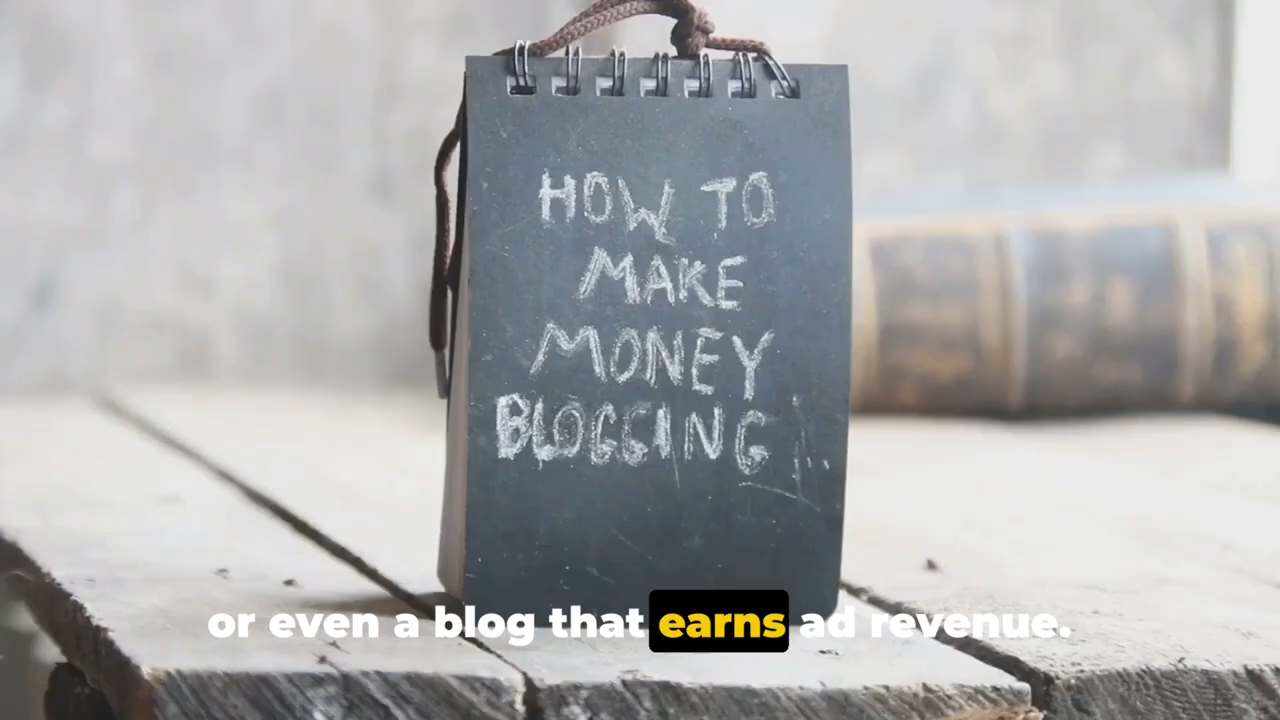 HOW TO
MAKE
MONEY
BLOGGING
or even a blog that earns ad revenue.